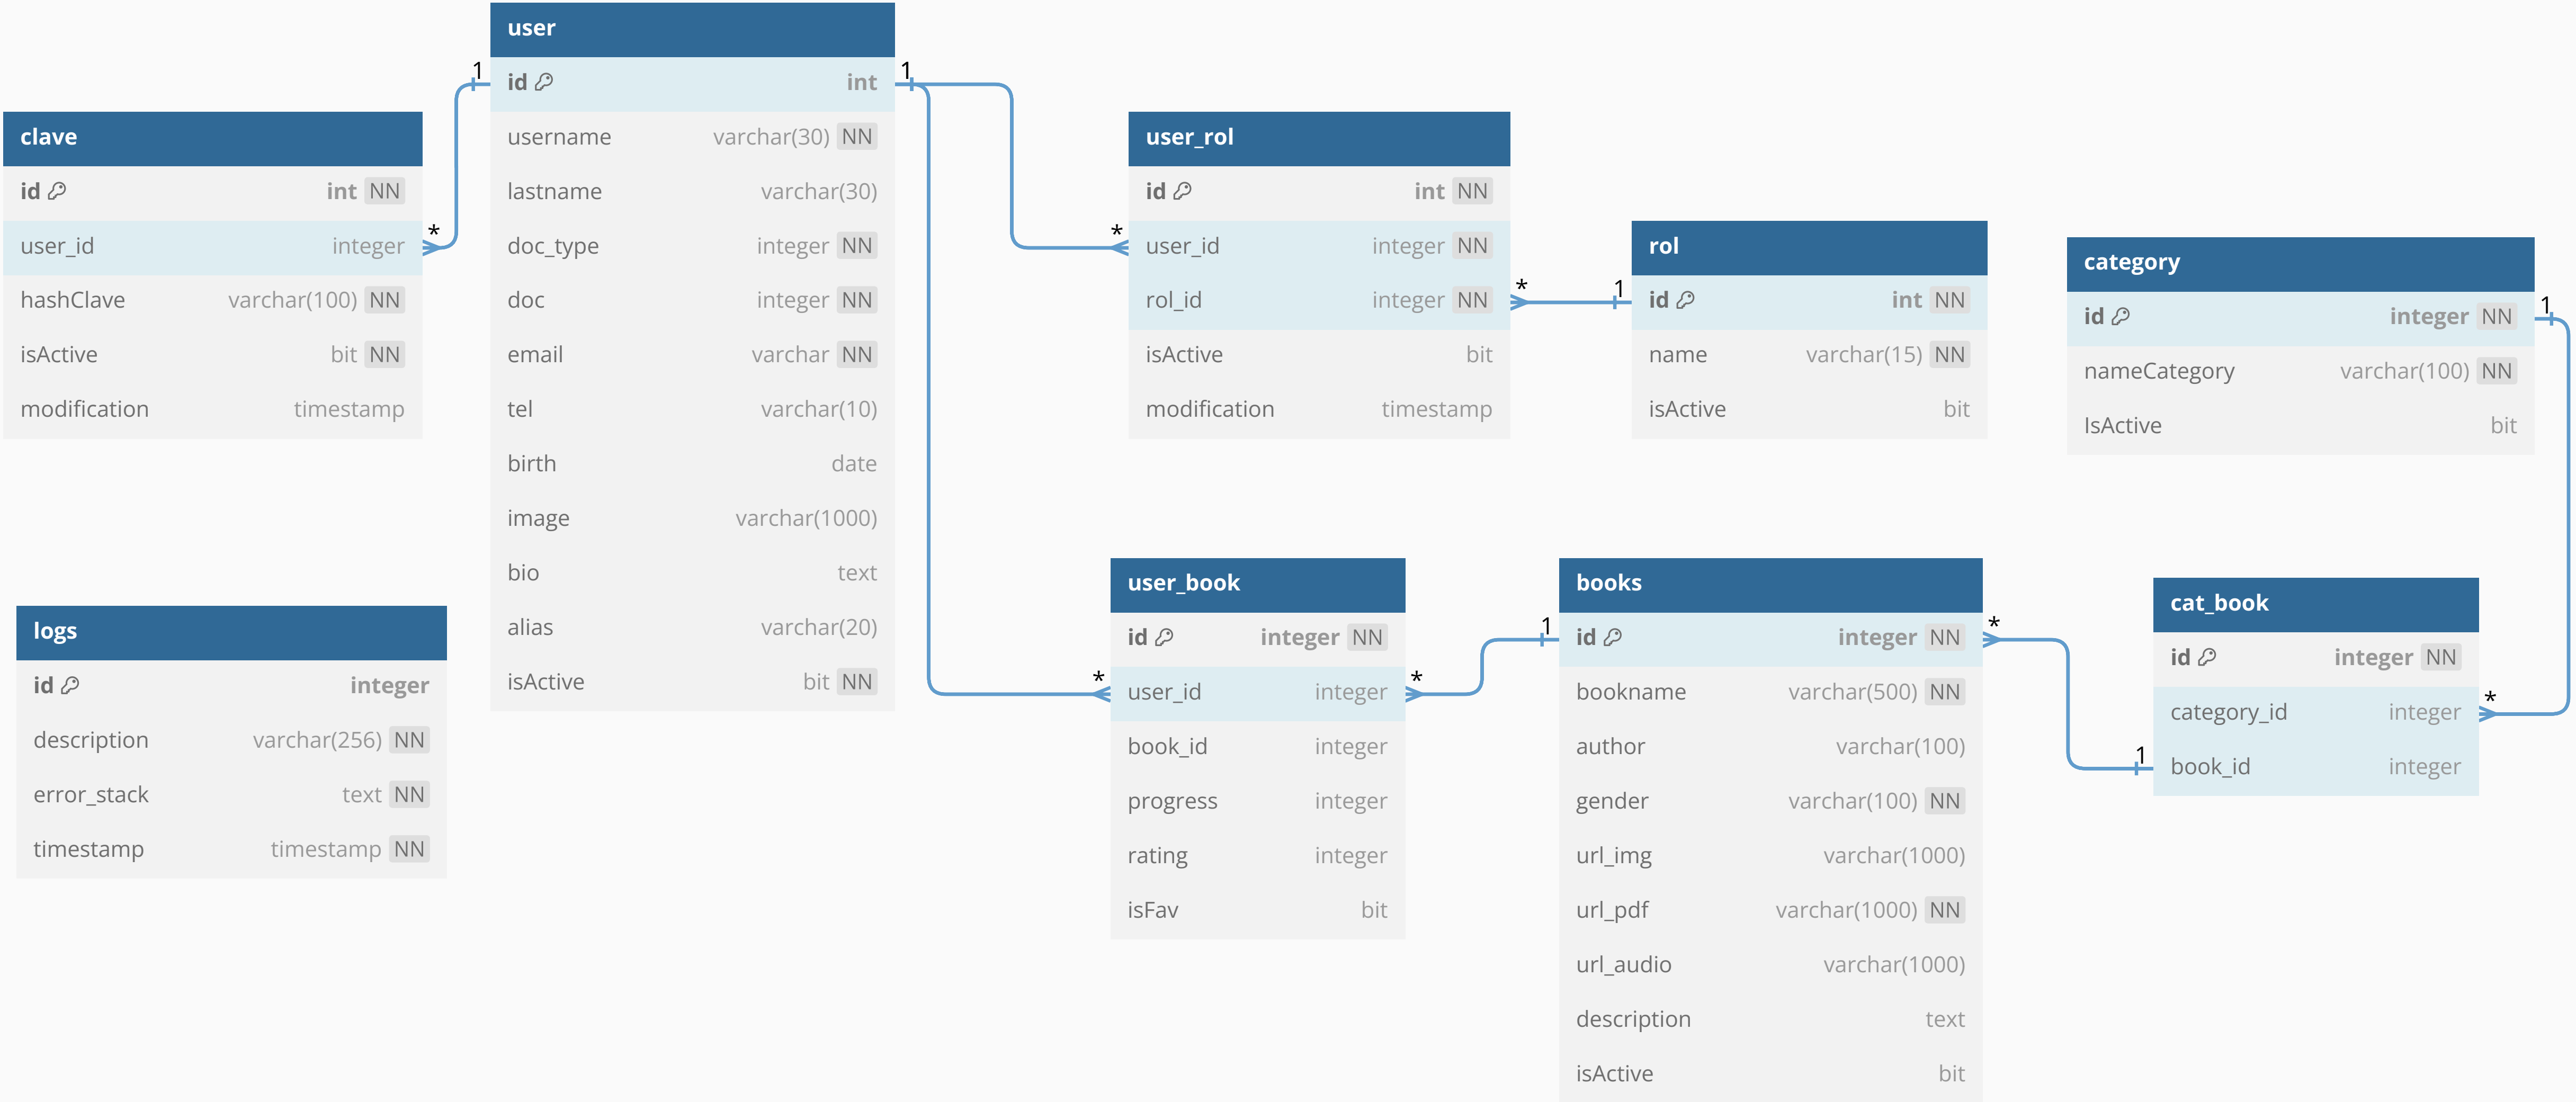 user
id int
username varchar(30) NN
lastname varchar(30)
doc_type integer NN
doc integer NN
email varchar NN
tel varchar(10)
birth date
image varchar(1000)
bio text
alias varchar(20)
isActive bit NN
1
1
clave
id int NN
user_id integer
hashClave varchar(100) NN
isActive bit NN
modification timestamp
*
user_rol
id int NN
user_id integer NN
rol_id integer NN
isActive bit
modification timestamp
*
*
1
rol
id int NN
name varchar(15) NN
isActive bit
category
id integer NN
nameCategory varchar(100) NN
IsActive bit
1
logs
id integer
description varchar(256) NN
error_stack text NN
timestamp timestamp NN
user_book
id integer NN
user_id integer
book_id integer
progress integer
rating integer
isFav bit
*
*
1
books
id integer NN
bookname varchar(500) NN
author varchar(100)
gender varchar(100) NN
url_img varchar(1000)
url_pdf varchar(1000) NN
url_audio varchar(1000)
description text
isActive bit
*
1
cat_book
id integer NN
category_id integer
book_id integer
*